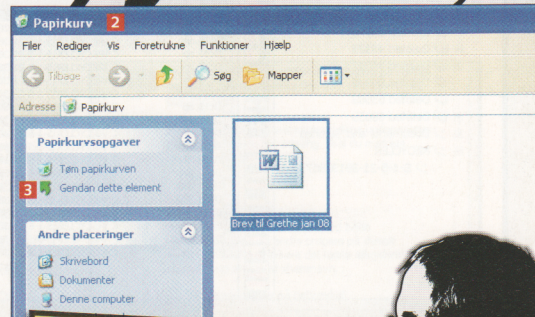 Papirkurv 2
Filer Rediger Vis Foretrukne Funktioner Hjælp
Tilbage Søg Mapper
Adresse Papirkurv
Papirkurvsopgaver
Tøm papirkurven
3 Gendan dette element
Andre placeringer
Skrivebord
Dokumenter
Denne computer
Brev til Grethe jan 08